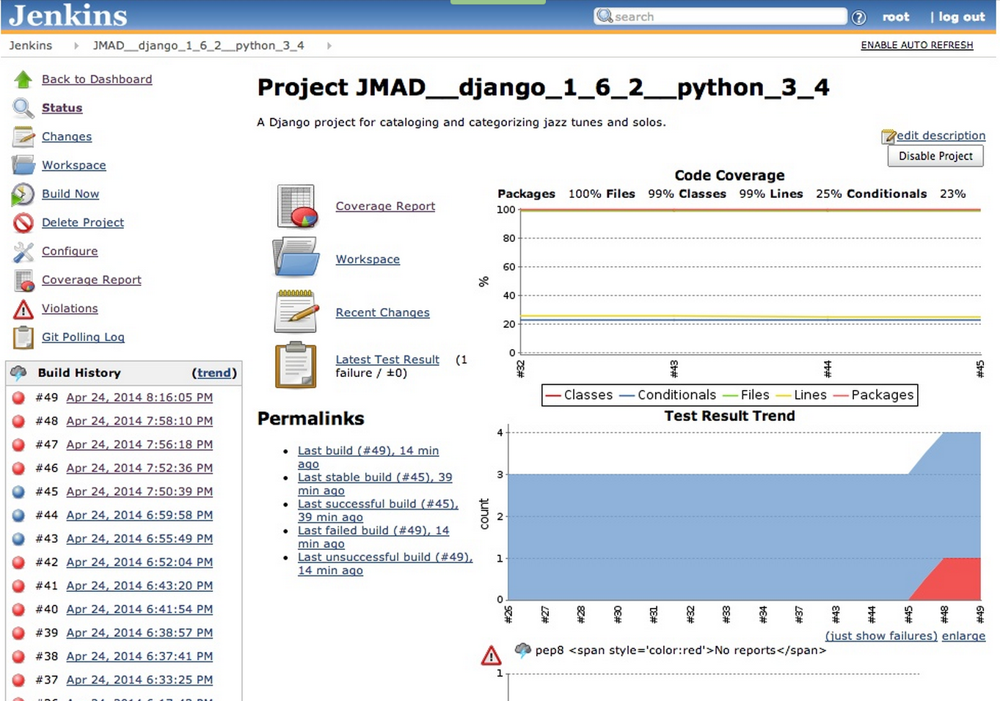 Jenkins
search
root
| log out
Jenkins
JMAD__django_1_6_2__python_3_4
ENABLE AUTO REFRESH
Back to Dashboard
Status
Changes
Workspace
Build Now
Delete Project
Configure
Coverage Report
Violations
Git Polling Log
Build History (trend)
#49 Apr 24, 2014 8:16:05 PM
#48 Apr 24, 2014 7:58:10 PM
#47 Apr 24, 2014 7:56:18 PM
#46 Apr 24, 2014 7:52:36 PM
#45 Apr 24, 2014 7:50:39 PM
#44 Apr 24, 2014 6:59:58 PM
#43 Apr 24, 2014 6:55:49 PM
#42 Apr 24, 2014 6:52:04 PM
#41 Apr 24, 2014 6:43:20 PM
#40 Apr 24, 2014 6:41:54 PM
#39 Apr 24, 2014 6:38:57 PM
#38 Apr 24, 2014 6:37:41 PM
#37 Apr 24, 2014 6:33:25 PM
Project JMAD__django_1_6_2__python_3_4
A Django project for cataloging and categorizing jazz tunes and solos.
edit description
Disable Project
Coverage Report
Workspace
Recent Changes
Latest Test Result (1
failure / ±0)
Permalinks
Last build (#49), 14 min
ago
Last stable build (#45), 39
min ago
Last successful build (#45),
39 min ago
Last failed build (#49), 14
min ago
Last unsuccessful build (#49),
14 min ago
Code Coverage
Packages 100% Files 99% Classes 99% Lines 25% Conditionals 23%
100
80
60
40
20
0
%
#32 #43 #44 #45
Classes Conditionals Files Lines Packages
Test Result Trend
4
3
2
1
0
count
#26 #27 #28 #30 #31 #32 #33 #34 #37 #43 #44 #45 #48 #49
(just show failures) enlarge
pep8 <span style='color:red'>No reports</span>
1